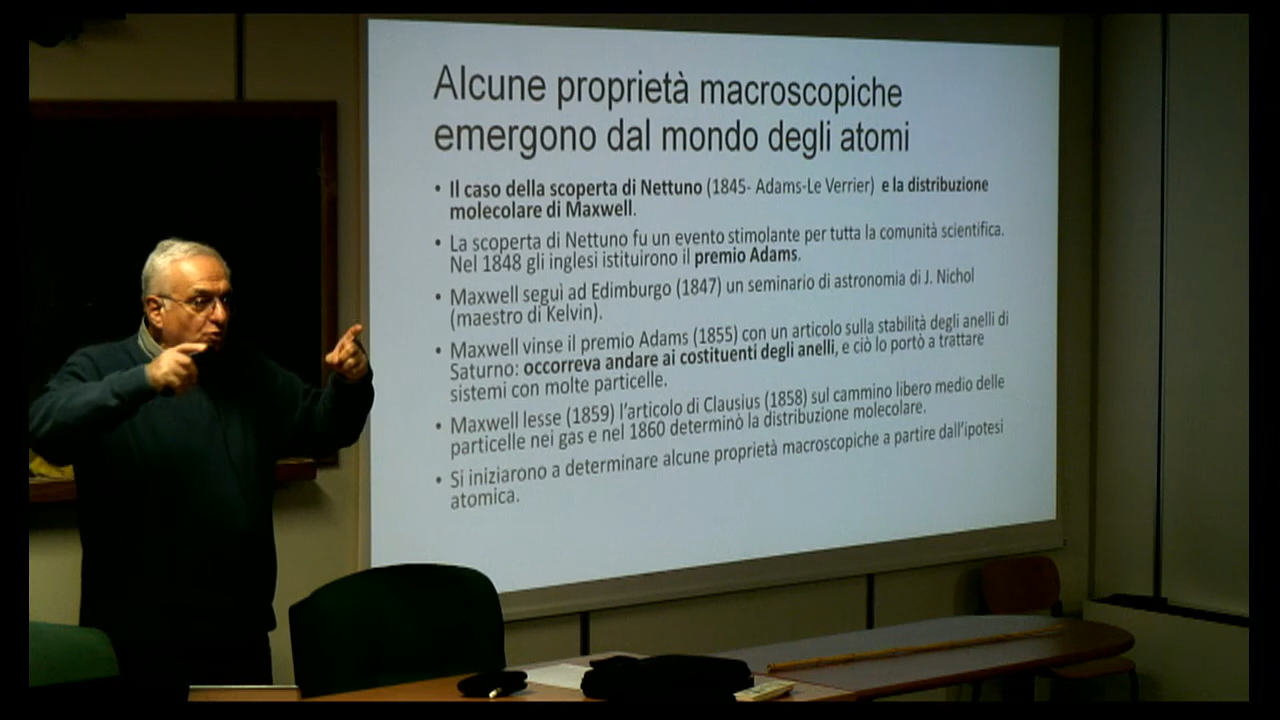 Alcune proprietà macroscopiche
emergono dal mondo degli atomi
• Il caso della scoperta di Nettuno (1845- Adams-Le Verrier) e la distribuzione
molecolare di Maxwell.
• La scoperta di Nettuno fu un evento stimolante per tutta la comunità scientifica.
Nel 1848 gli inglesi istituirono il premio Adams.
• Maxwell seguì ad Edimburgo (1847) un seminario di astronomia di J. Nichol
(maestro di Kelvin).
• Maxwell vinse il premio Adams (1855) con un articolo sulla stabilità degli anelli di
Saturno: occorreva andare ai costituenti degli anelli, e ciò lo portò a trattare
sistemi con molte particelle.
• Maxwell lesse (1859) l'articolo di Clausius (1858) sul cammino libero medio delle
particelle nei gas e nel 1860 determinò la distribuzione molecolare.
• Si iniziarono a determinare alcune proprietà macroscopiche a partire dall'ipotesi
atomica.